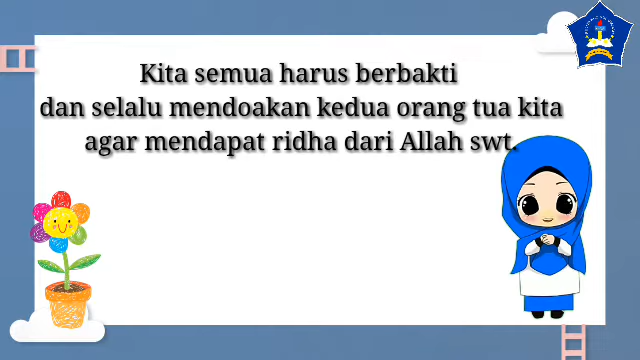 Kita semua harus berbakti
dan selalu mendoakan kedua orang tua kita
agar mendapat ridha dari Allah swt.